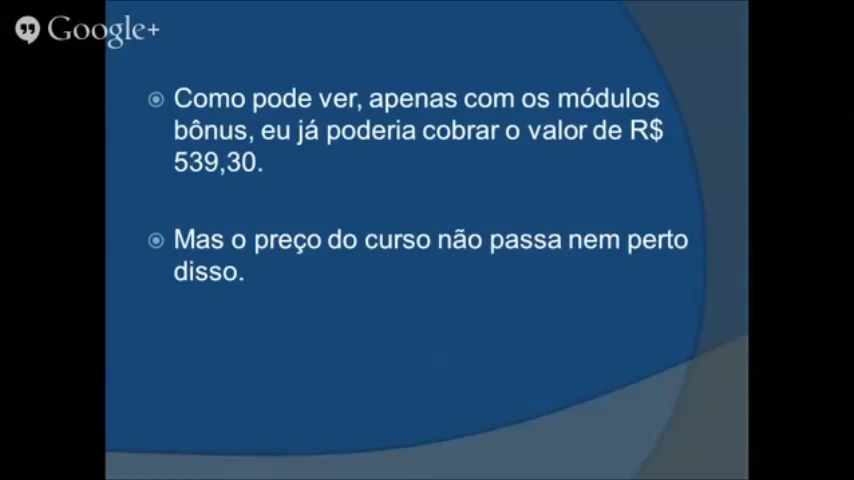 Google+
Como pode ver, apenas com os módulos
bônus, eu já poderia cobrar o valor de R$
539,30.
Mas o preço do curso não passa nem perto
disso.